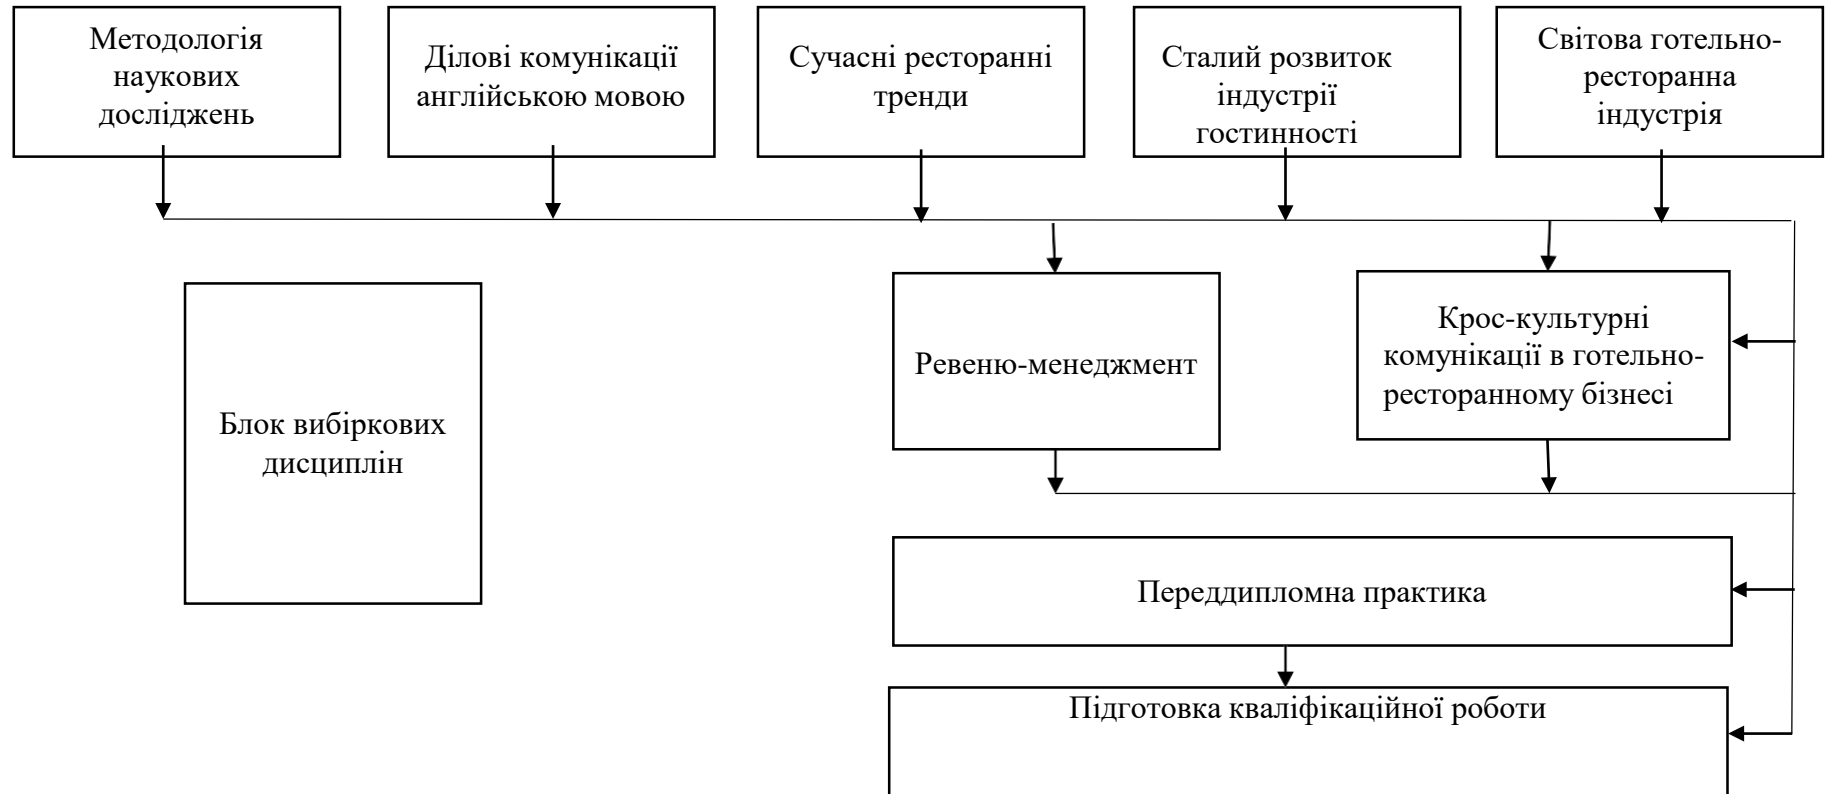 Методологія
наукових
досліджень
Ділові комунікації
англійською мовою
Сучасні ресторанні
тренди
Сталий розвиток
індустрії
гостинності
Світова готельно-
ресторанна
індустрія
Блок вибіркових
дисциплін
Ревеню-менеджмент
Крос-культурні
комунікації в готельно-
ресторанному бізнесі
Переддипломна практика
Підготовка кваліфікаційної роботи